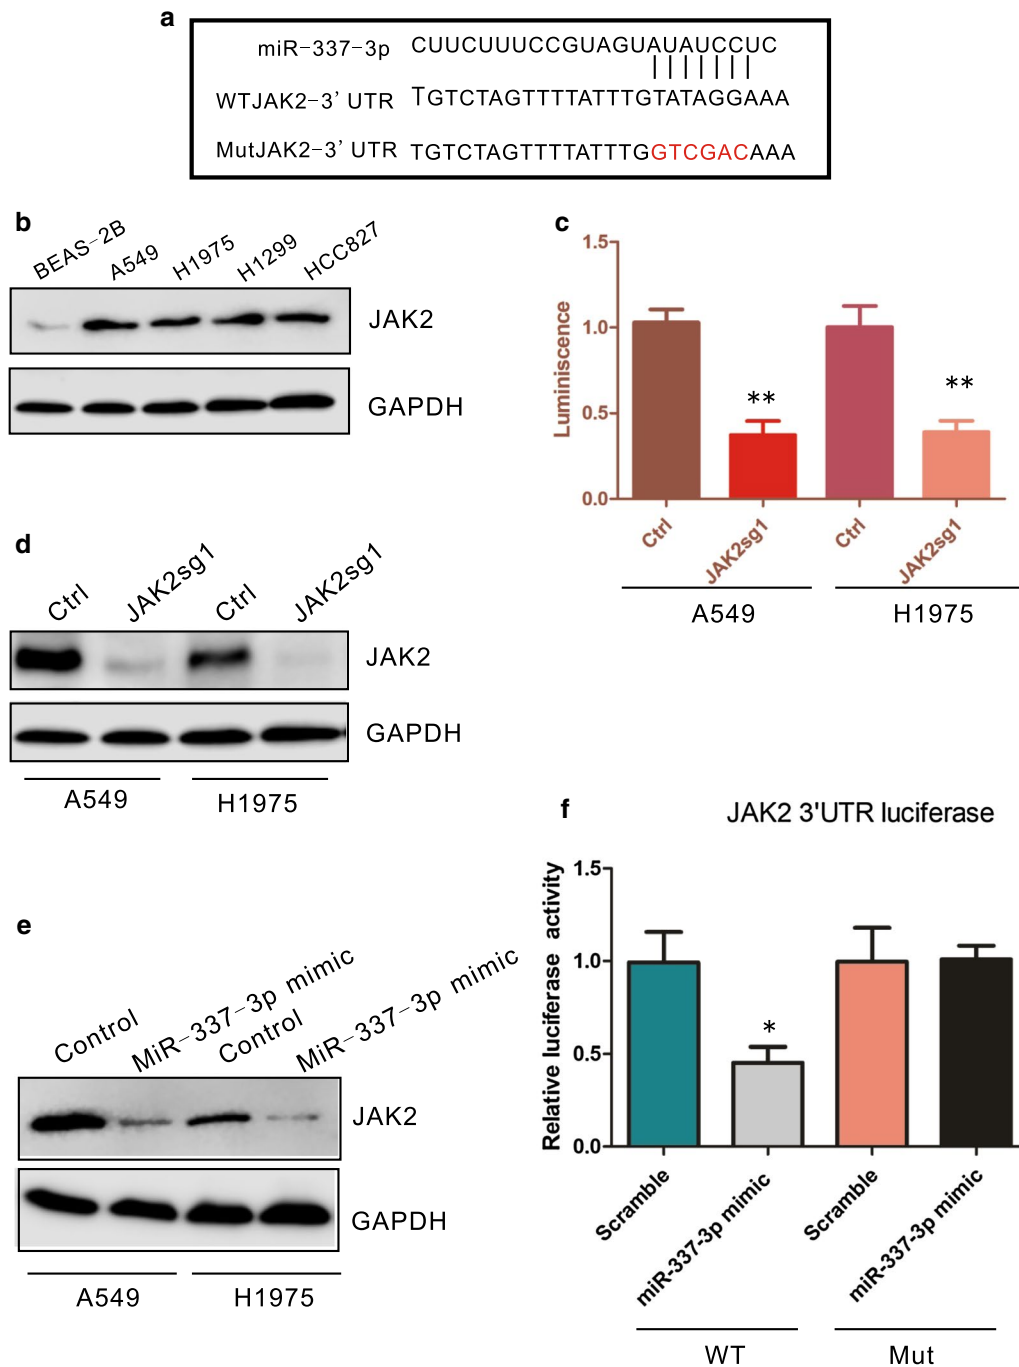 a
miR-337-3p CUUCUUUCCGUAGUAUAUCCUC
WTJAK2-3' UTR TGTCTAGTTTTATTTGTATAGGAAA
MutJAK2-3' UTR TGTCTAGTTTTATTTGGTCGACAAA
b
BEAS-2B A549 H1975 H1299 HCC827
JAK2
GAPDH
c
Luminiscence
1.5
1.0
0.5
0.0
** **
Ctrl JAK2sg1 Ctrl JAK2sg1
A549 H1975
d
Ctrl JAK2sg1 Ctrl JAK2sg1
JAK2
GAPDH
A549 H1975
e
Control MiR-337-3p mimic Control MiR-337-3p mimic
JAK2
GAPDH
A549 H1975
f
JAK2 3'UTR luciferase
Relative luciferase activity
1.5
1.0
0.5
0.0
*
Scramble miR-337-3p mimic Scramble miR-337-3p mimic
WT Mut